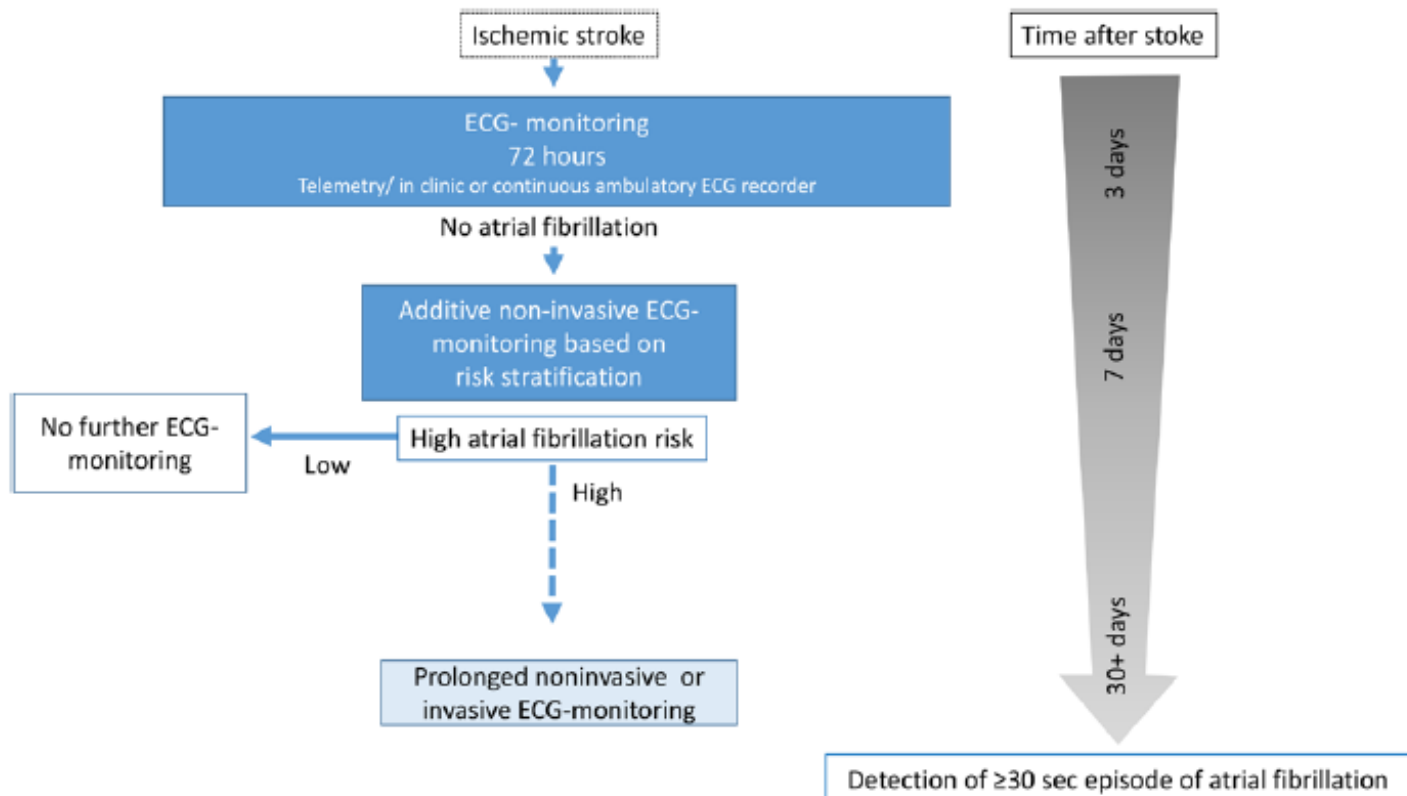 Ischemic stroke
Time after stoke
ECG- monitoring
72 hours
Telemetry/ in clinic or continuous ambulatory ECG recorder
No atrial fibrillation
Additive non-invasive ECG-
monitoring based on
risk stratification
No further ECG-
monitoring
Low
High atrial fibrillation risk
High
Prolonged noninvasive or
invasive ECG-monitoring
3 days
7 days
30+ days
Detection of ≥30 sec episode of atrial fibrillation